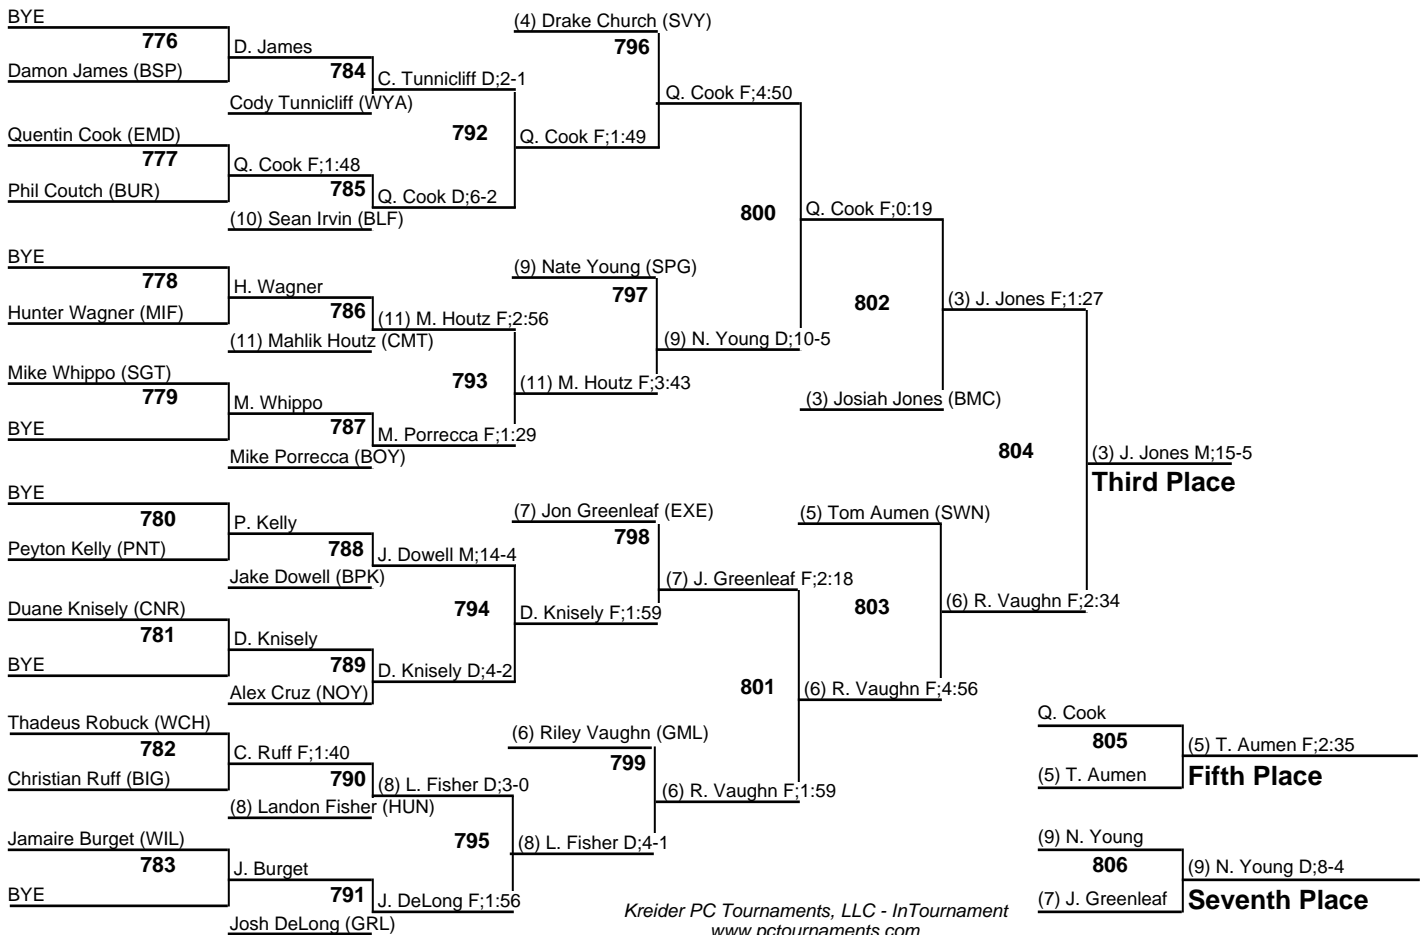 BYE
776
Damon James (BSP)
D. James
784
Cody Tunnicliff (WYA)
C. Tunnicliff D;2-1
Quentin Cook (EMD)
777
Phil Coutch (BUR)
Q. Cook F;1:48
785
(10) Sean Irvin (BLF)
Q. Cook D;6-2
792
Q. Cook F;1:49
(4) Drake Church (SVY)
796
Q. Cook F;4:50
BYE
778
Hunter Wagner (MIF)
H. Wagner
786
(11) Mahlik Houtz (CMT)
(11) M. Houtz F;2:56
Mike Whippo (SGT)
779
BYE
M. Whippo
787
Mike Porrecca (BOY)
M. Porrecca F;1:29
793
(11) M. Houtz F;3:43
(9) Nate Young (SPG)
797
(9) N. Young D;10-5
800
Q. Cook F;0:19
802
(3) Josiah Jones (BMC)
(3) J. Jones F;1:27
BYE
780
Peyton Kelly (PNT)
P. Kelly
788
Jake Dowell (BPK)
J. Dowell M;14-4
Duane Knisely (CNR)
781
BYE
D. Knisely
789
Alex Cruz (NOY)
D. Knisely D;4-2
794
D. Knisely F;1:59
(7) Jon Greenleaf (EXE)
798
(7) J. Greenleaf F;2:18
Thadeus Robuck (WCH)
782
Christian Ruff (BIG)
C. Ruff F;1:40
790
(8) Landon Fisher (HUN)
(8) L. Fisher D;3-0
Jamaire Burget (WIL)
783
BYE
J. Burget
791
Josh DeLong (GRL)
J. DeLong F;1:56
795
(8) L. Fisher D;4-1
(6) Riley Vaughn (GML)
799
(6) R. Vaughn F;1:59
801
(6) R. Vaughn F;4:56
(5) Tom Aumen (SWN)
803
(6) R. Vaughn F;2:34
804
(3) J. Jones M;15-5
Third Place
Q. Cook
805
(5) T. Aumen
(5) T. Aumen F;2:35
Fifth Place
(9) N. Young
806
(7) J. Greenleaf
(9) N. Young D;8-4
Seventh Place
Kreider PC Tournaments, LLC - InTournament
www.pctournaments.com